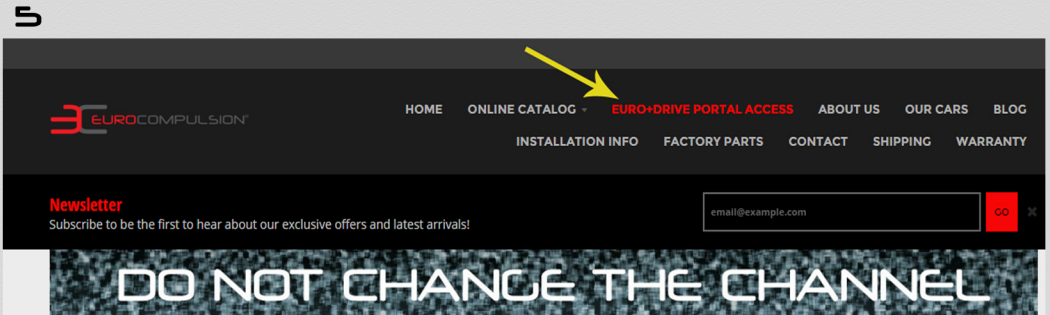 5
HOME ONLINE CATALOG EURO+DRIVE PORTAL ACCESS ABOUT US OUR CARS BLOG
EUROCOMPULSION®
INSTALLATION INFO FACTORY PARTS CONTACT SHIPPING WARRANTY
Newsletter
Subscribe to be the first to hear about our exclusive offers and latest arrivals!
email@example.com GO
DO NOT CHANGE THE CHANNEL